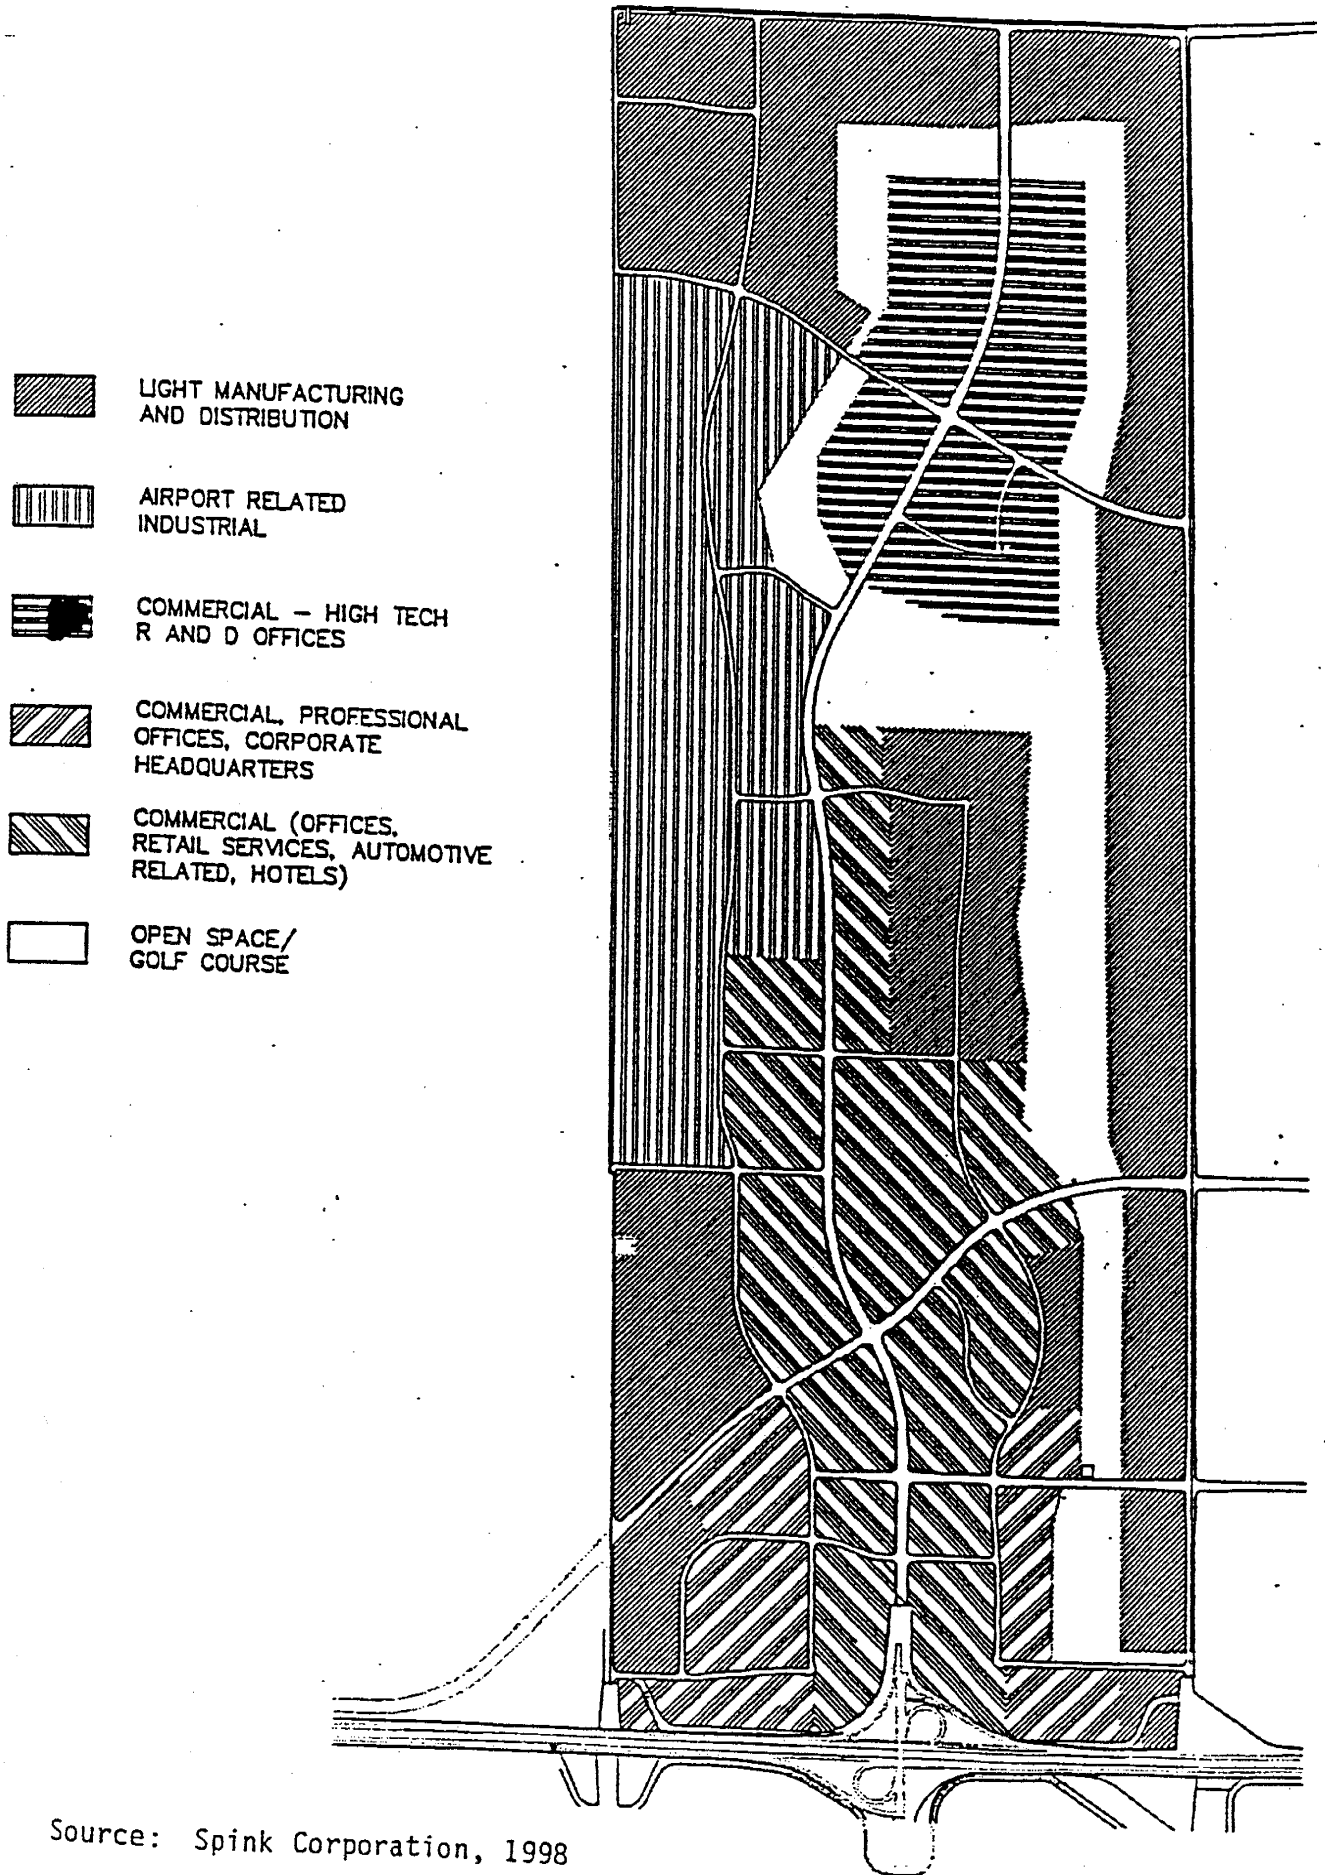 LIGHT MANUFACTURING
AND DISTRIBUTION
AIRPORT RELATED
INDUSTRIAL
COMMERCIAL – HIGH TECH
R AND D OFFICES
COMMERCIAL, PROFESSIONAL
OFFICES, CORPORATE
HEADQUARTERS
COMMERCIAL (OFFICES,
RETAIL SERVICES, AUTOMOTIVE
RELATED, HOTELS)
OPEN SPACE/
GOLF COURSE
Source: Spink Corporation, 1998